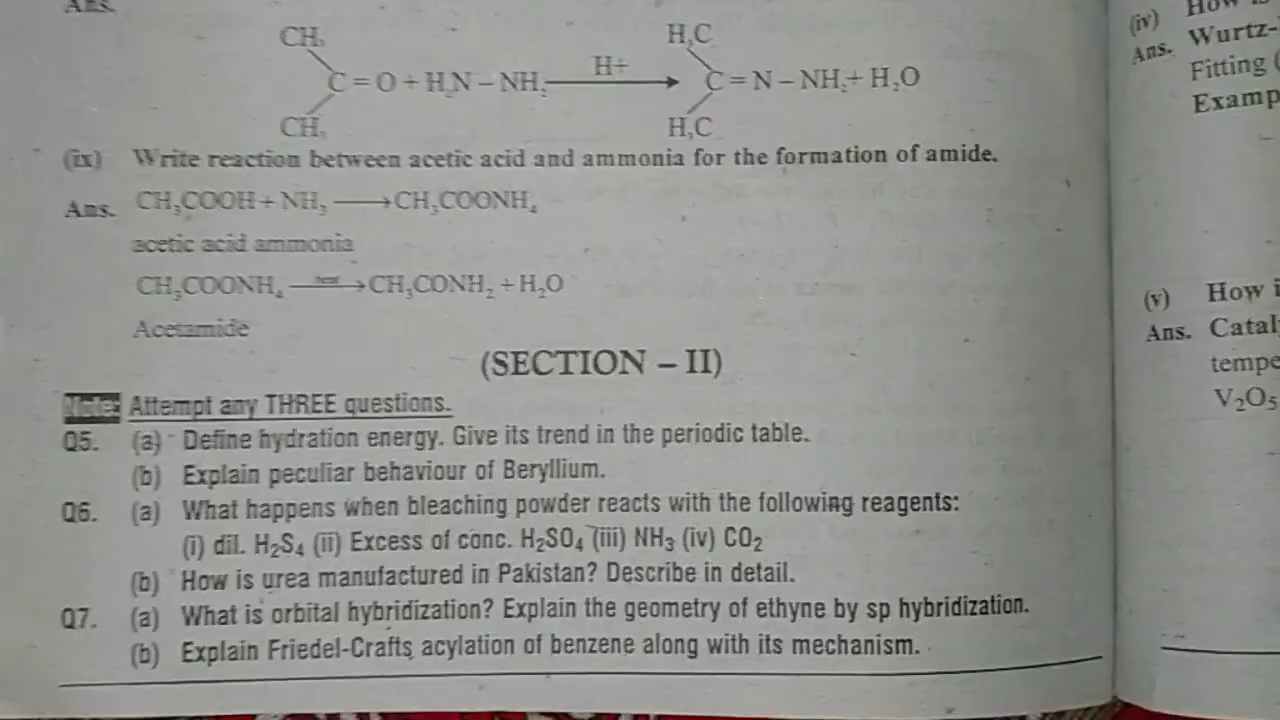 Ans.
CH₃ H₃C
C = O + H₂N – NH₂ H+ C = N – NH₂ + H₂O
CH₃ H₃C
(ix) Write reaction between acetic acid and ammonia for the formation of amide.
Ans. CH₃COOH + NH₃ ⟶ CH₃COONH₄
acetic acid ammonia
CH₃COONH₄ heat⟶ CH₃CONH₂ + H₂O
Acetamide
(SECTION – II)
Note: Attempt any THREE questions.
Q5. (a) Define hydration energy. Give its trend in the periodic table.
(b) Explain peculiar behaviour of Beryllium.
Q6. (a) What happens when bleaching powder reacts with the following reagents:
(i) dil. H₂S₄ (ii) Excess of conc. H₂SO₄ (iii) NH₃ (iv) CO₂
(b) How is urea manufactured in Pakistan? Describe in detail.
Q7. (a) What is orbital hybridization? Explain the geometry of ethyne by sp hybridization.
(b) Explain Friedel-Crafts acylation of benzene along with its mechanism.
(iv) How
Ans. Wurtz-
Fitting (
Examp
(v) How i
Ans. Catal
tempe
V₂O₅